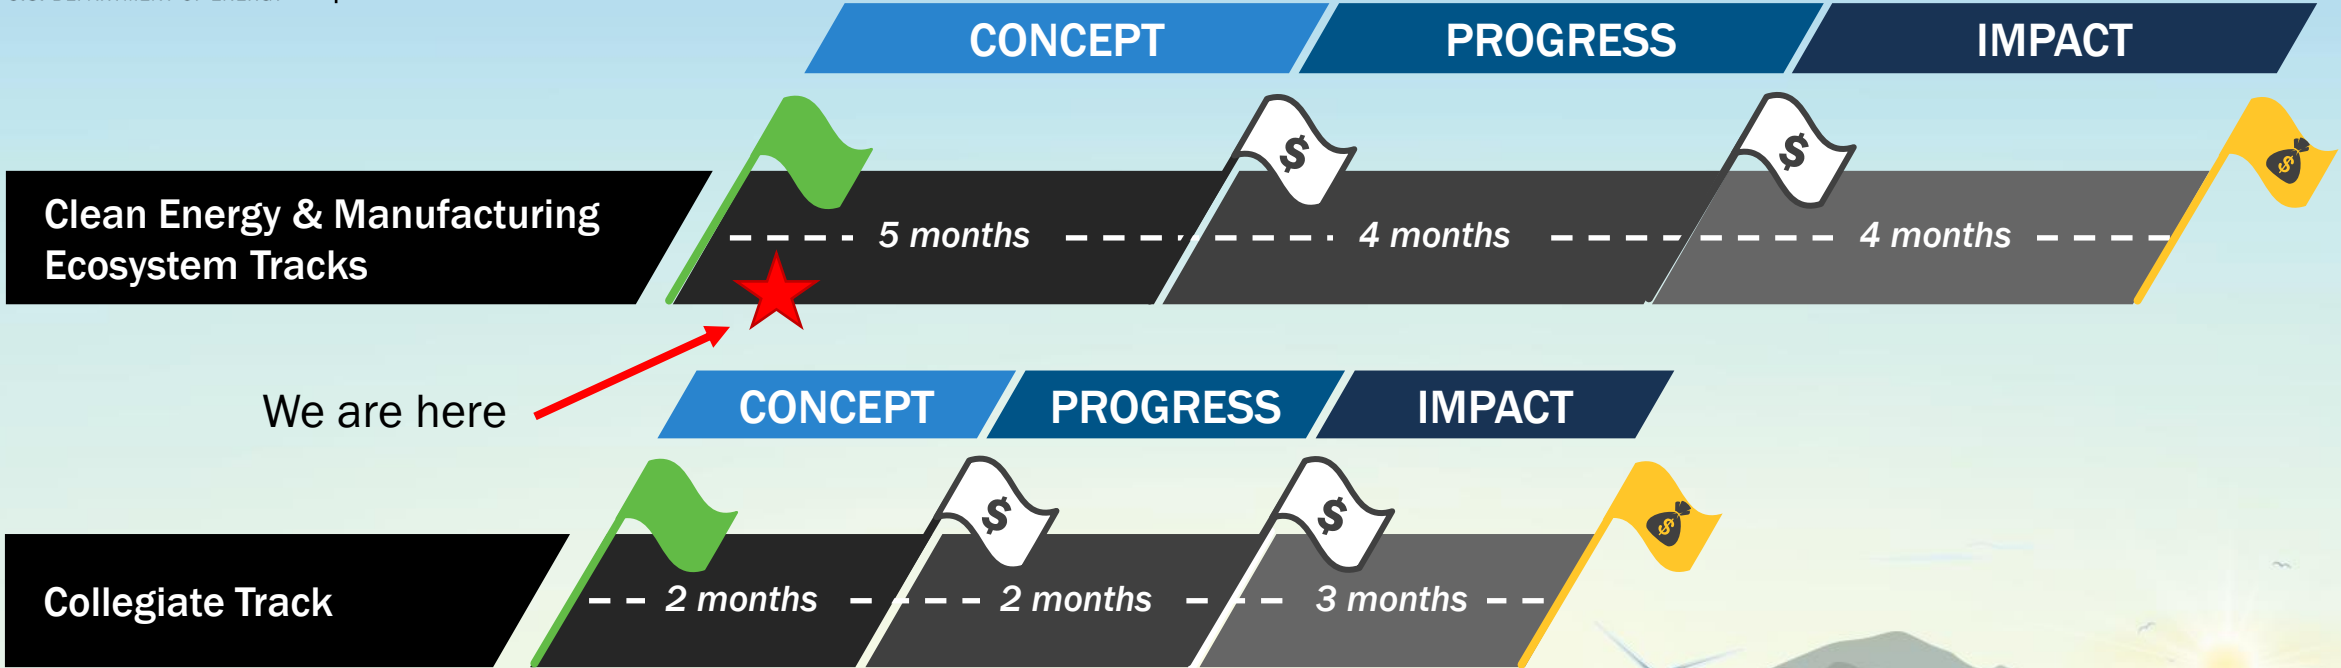 CONCEPT PROGRESS IMPACT
$ $ $
Clean Energy & Manufacturing
Ecosystem Tracks
5 months 4 months 4 months
We are here
CONCEPT PROGRESS IMPACT
$ $ $
Collegiate Track
2 months 2 months 3 months